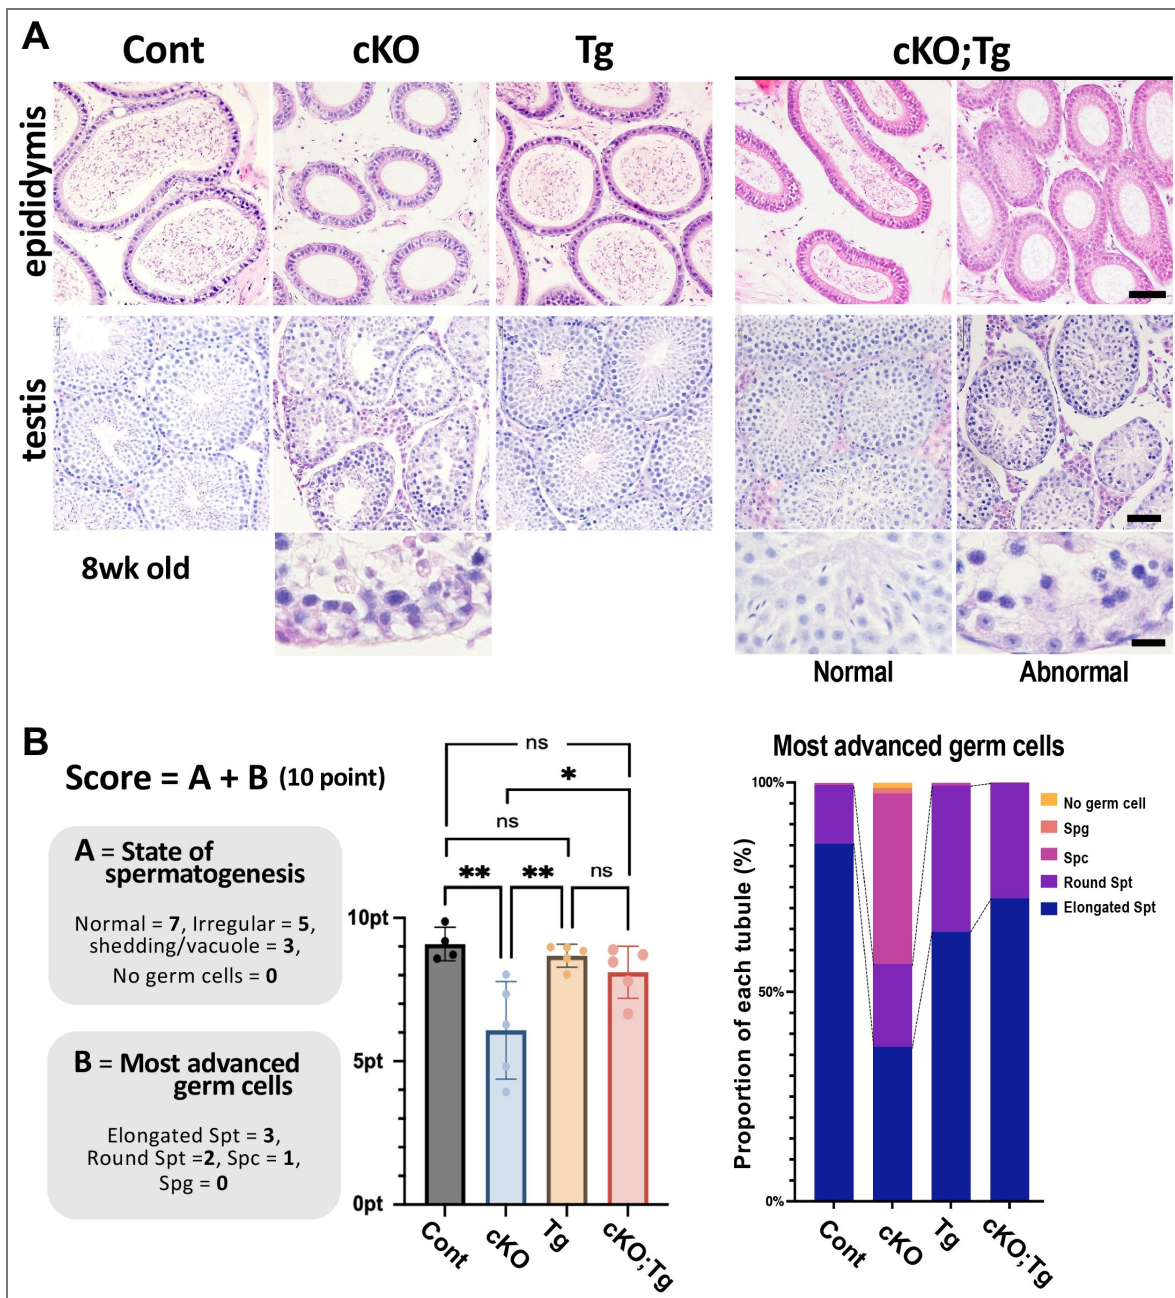 A
Cont
cKO
Tg
cKO;Tg
epididymis
testis
8wk old
Normal
Abnormal
B
Score = A + B (10 point)
A = State of
spermatogenesis
Normal = 7, Irregular = 5,
shedding/vacuole = 3,
No germ cells = 0
B = Most advanced
germ cells
Elongated Spt = 3,
Round Spt =2, Spc = 1,
Spg = 0
ns
*
ns
**
**
ns
10pt
5pt
0pt
Cont
cKO
Tg
cKO;Tg
Most advanced germ cells
Proportion of each tubule (%)
100%
50%
0%
No germ cell
Spg
Spc
Round Spt
Elongated Spt
Cont
cKO
Tg
cKO;Tg